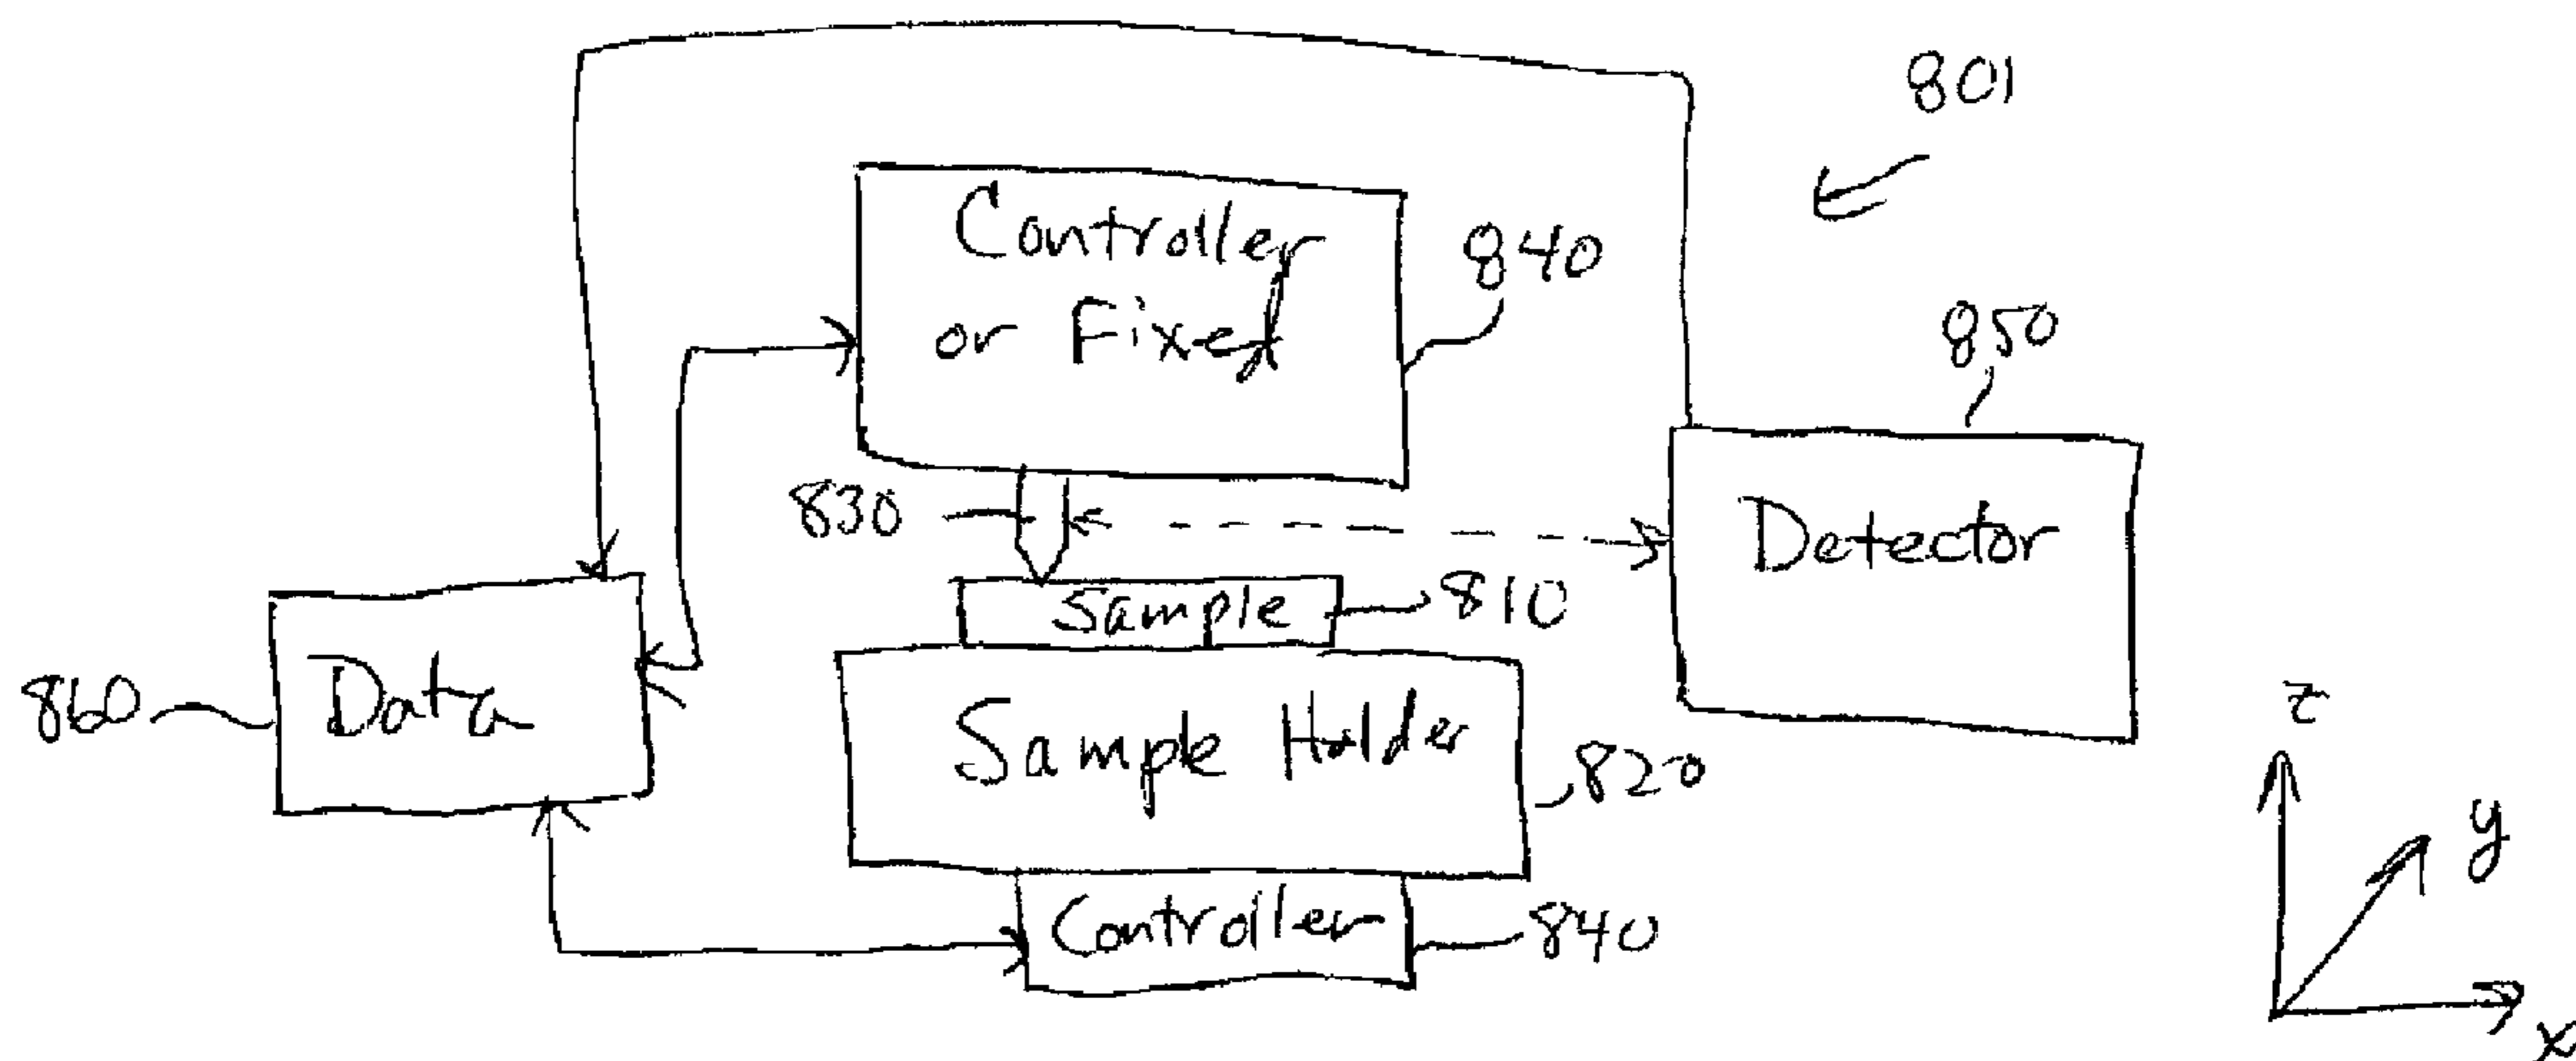 801
Controller
or Fixed
840
850
830
Detector
Sample
810
860
Data
Sample Holder
820
z
y
Controller
840
x